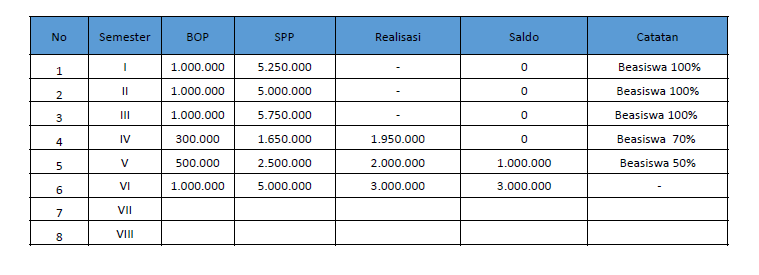 No Semester BOP SPP Realisasi Saldo Catatan
1 I 1.000.000 5.250.000 - 0 Beasiswa 100%
2 II 1.000.000 5.000.000 - 0 Beasiswa 100%
3 III 1.000.000 5.750.000 - 0 Beasiswa 100%
4 IV 300.000 1.650.000 1.950.000 0 Beasiswa 70%
5 V 500.000 2.500.000 2.000.000 1.000.000 Beasiswa 50%
6 VI 1.000.000 5.000.000 3.000.000 3.000.000 -
7 VII
8 VIII